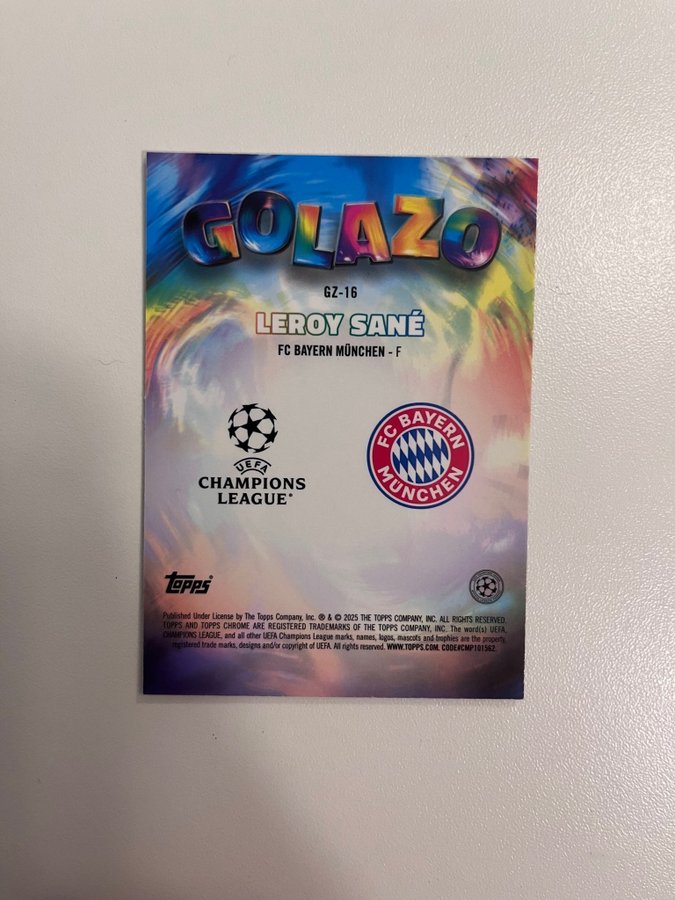 GOLAZO
GZ-16
LEROY SANÉ
FC BAYERN MÜNCHEN - F
UEFA
CHAMPIONS
LEAGUE®
FC BAYERN
MÜNCHEN
Topps®
Published Under License by The Topps Company, Inc. ® & © 2025 THE TOPPS COMPANY, INC. ALL RIGHTS RESERVED.
TOPPS AND TOPPS CHROME ARE REGISTERED TRADEMARKS OF THE TOPPS COMPANY, INC. The word(s) UEFA,
CHAMPIONS LEAGUE, and all other UEFA Champions League marks, names, logos, mascots and trophies are the property,
registered trade marks, designs and/or copyright of UEFA. All rights reserved. WWW.TOPPS.COM. CODE#CMP101562.